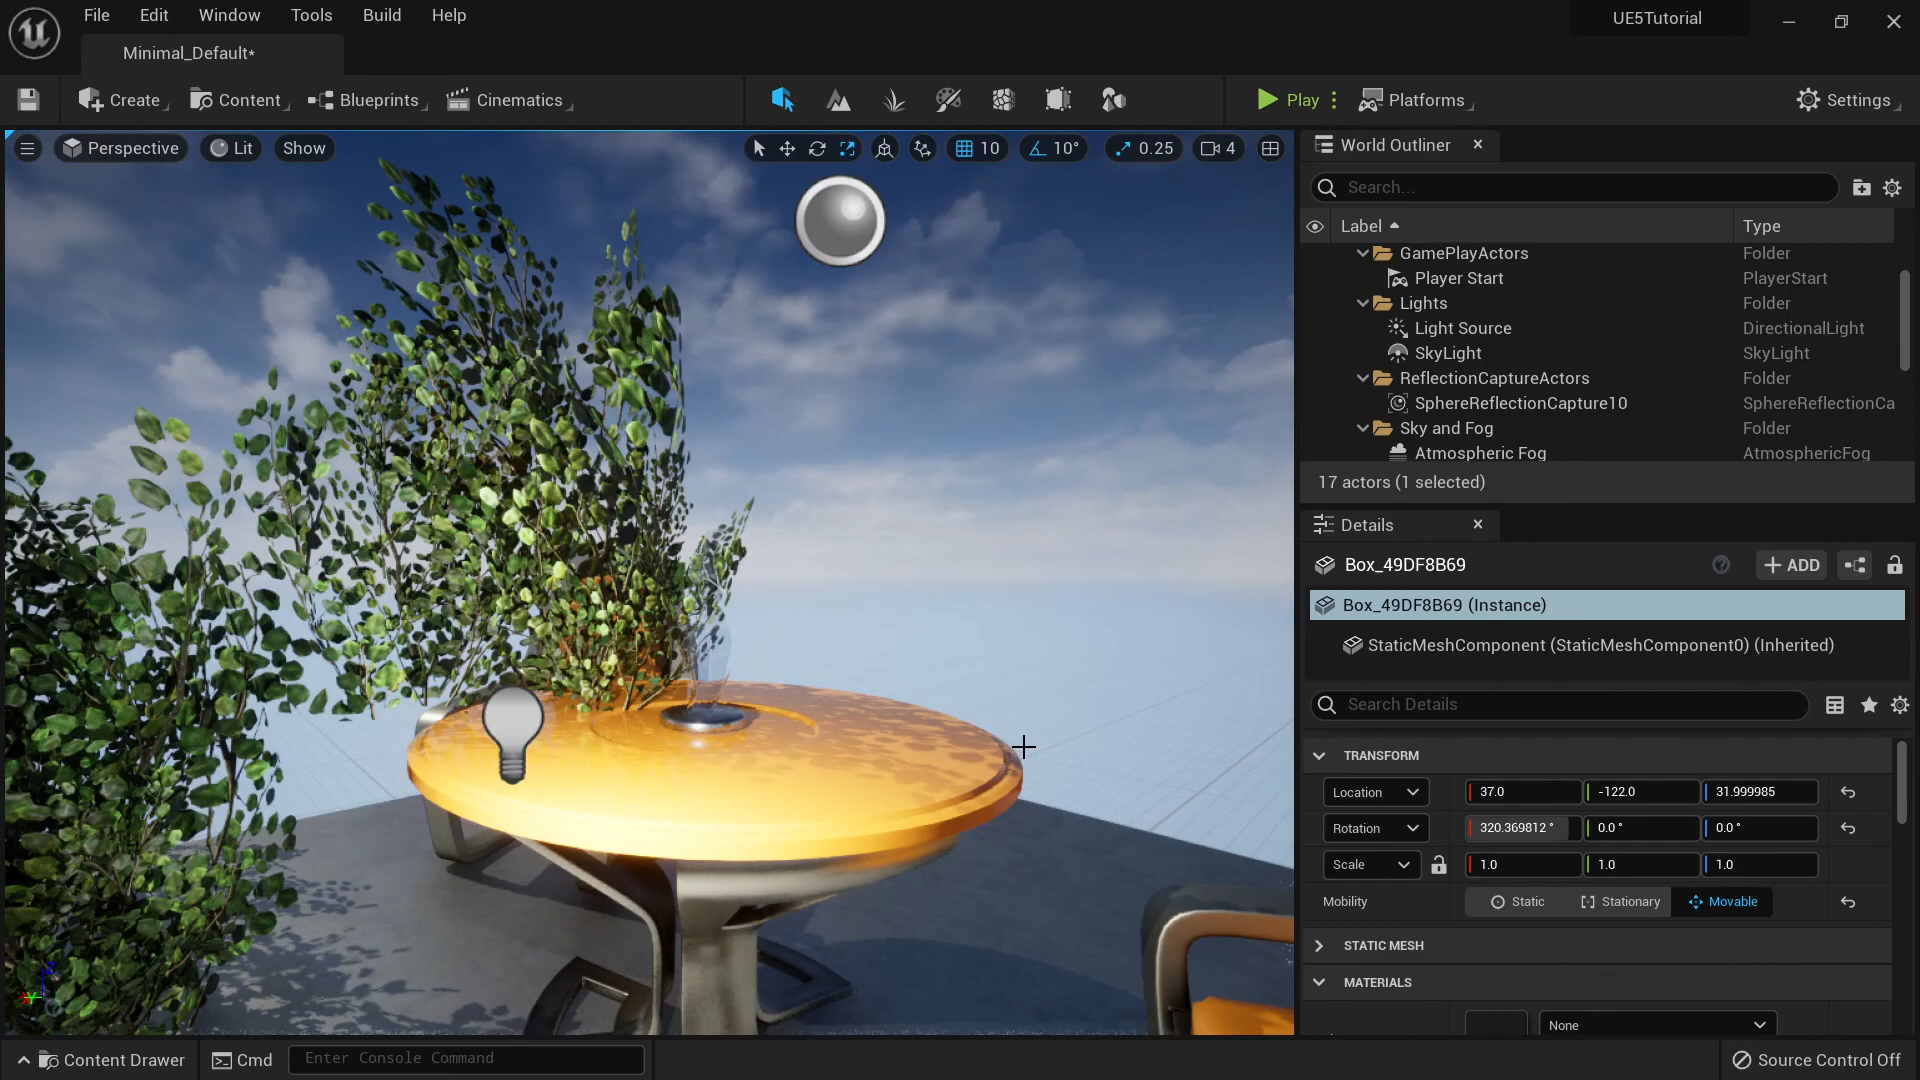 File Edit Window Tools Build Help
UE5Tutorial
Minimal_Default*
Create Content Blueprints Cinematics
Play Platforms Settings
Perspective Lit Show
10 10° 0.25 4
World Outliner
Search...
Label Type
GamePlayActors Folder
Player Start PlayerStart
Lights Folder
Light Source DirectionalLight
SkyLight SkyLight
ReflectionCaptureActors Folder
SphereReflectionCapture10 SphereReflectionCa
Sky and Fog Folder
Atmospheric Fog AtmosphericFog
17 actors (1 selected)
Details
Box_49DF8B69
+ ADD
Box_49DF8B69 (Instance)
StaticMeshComponent (StaticMeshComponent0) (Inherited)
Search Details
TRANSFORM
Location 37.0 -122.0 31.999985
Rotation 320.369812 ° 0.0 ° 0.0 °
Scale 1.0 1.0 1.0
Mobility Static Stationary Movable
STATIC MESH
MATERIALS
None
Content Drawer Cmd Enter Console Command
Source Control Off